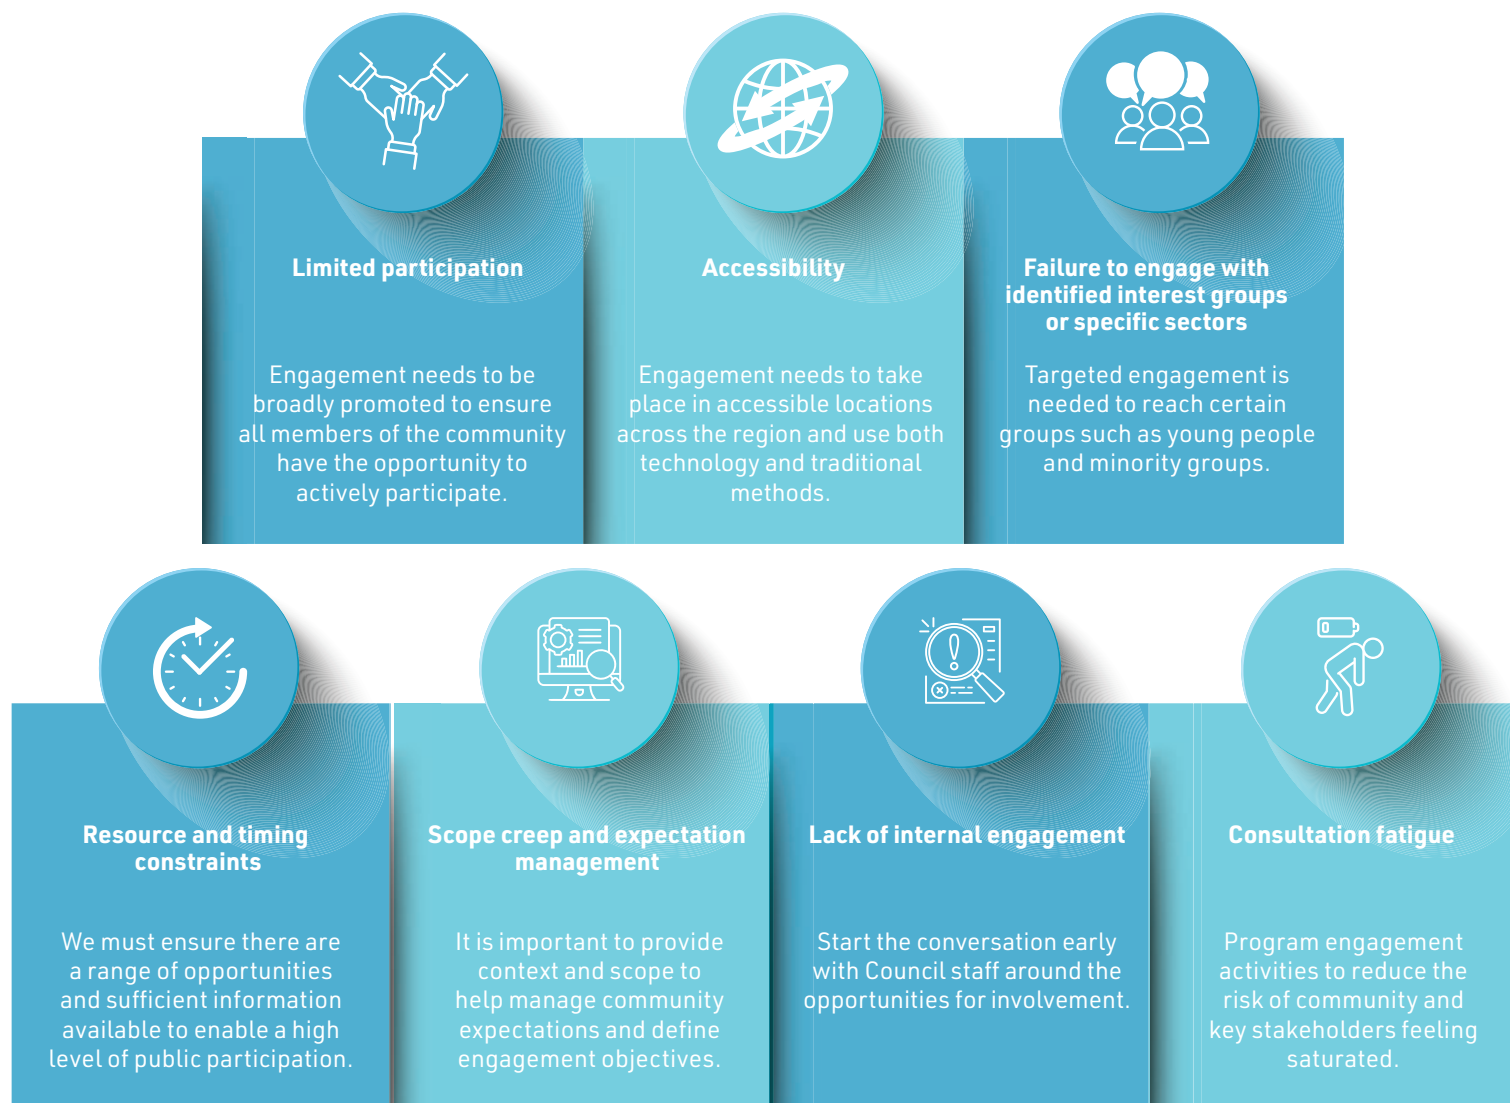 Limited participation
Engagement needs to be
broadly promoted to ensure
all members of the community
have the opportunity to
actively participate.
Accessibility
Engagement needs to take
place in accessible locations
across the region and use both
technology and traditional
methods.
Failure to engage with
identified interest groups
or specific sectors
Targeted engagement is
needed to reach certain
groups such as young people
and minority groups.
Resource and timing
constraints
We must ensure there are
a range of opportunities
and sufficient information
available to enable a high
level of public participation.
Scope creep and expectation
management
It is important to provide
context and scope to
help manage community
expectations and define
engagement objectives.
Lack of internal engagement
Start the conversation early
with Council staff around the
opportunities for involvement.
Consultation fatigue
Program engagement
activities to reduce the
risk of community and
key stakeholders feeling
saturated.